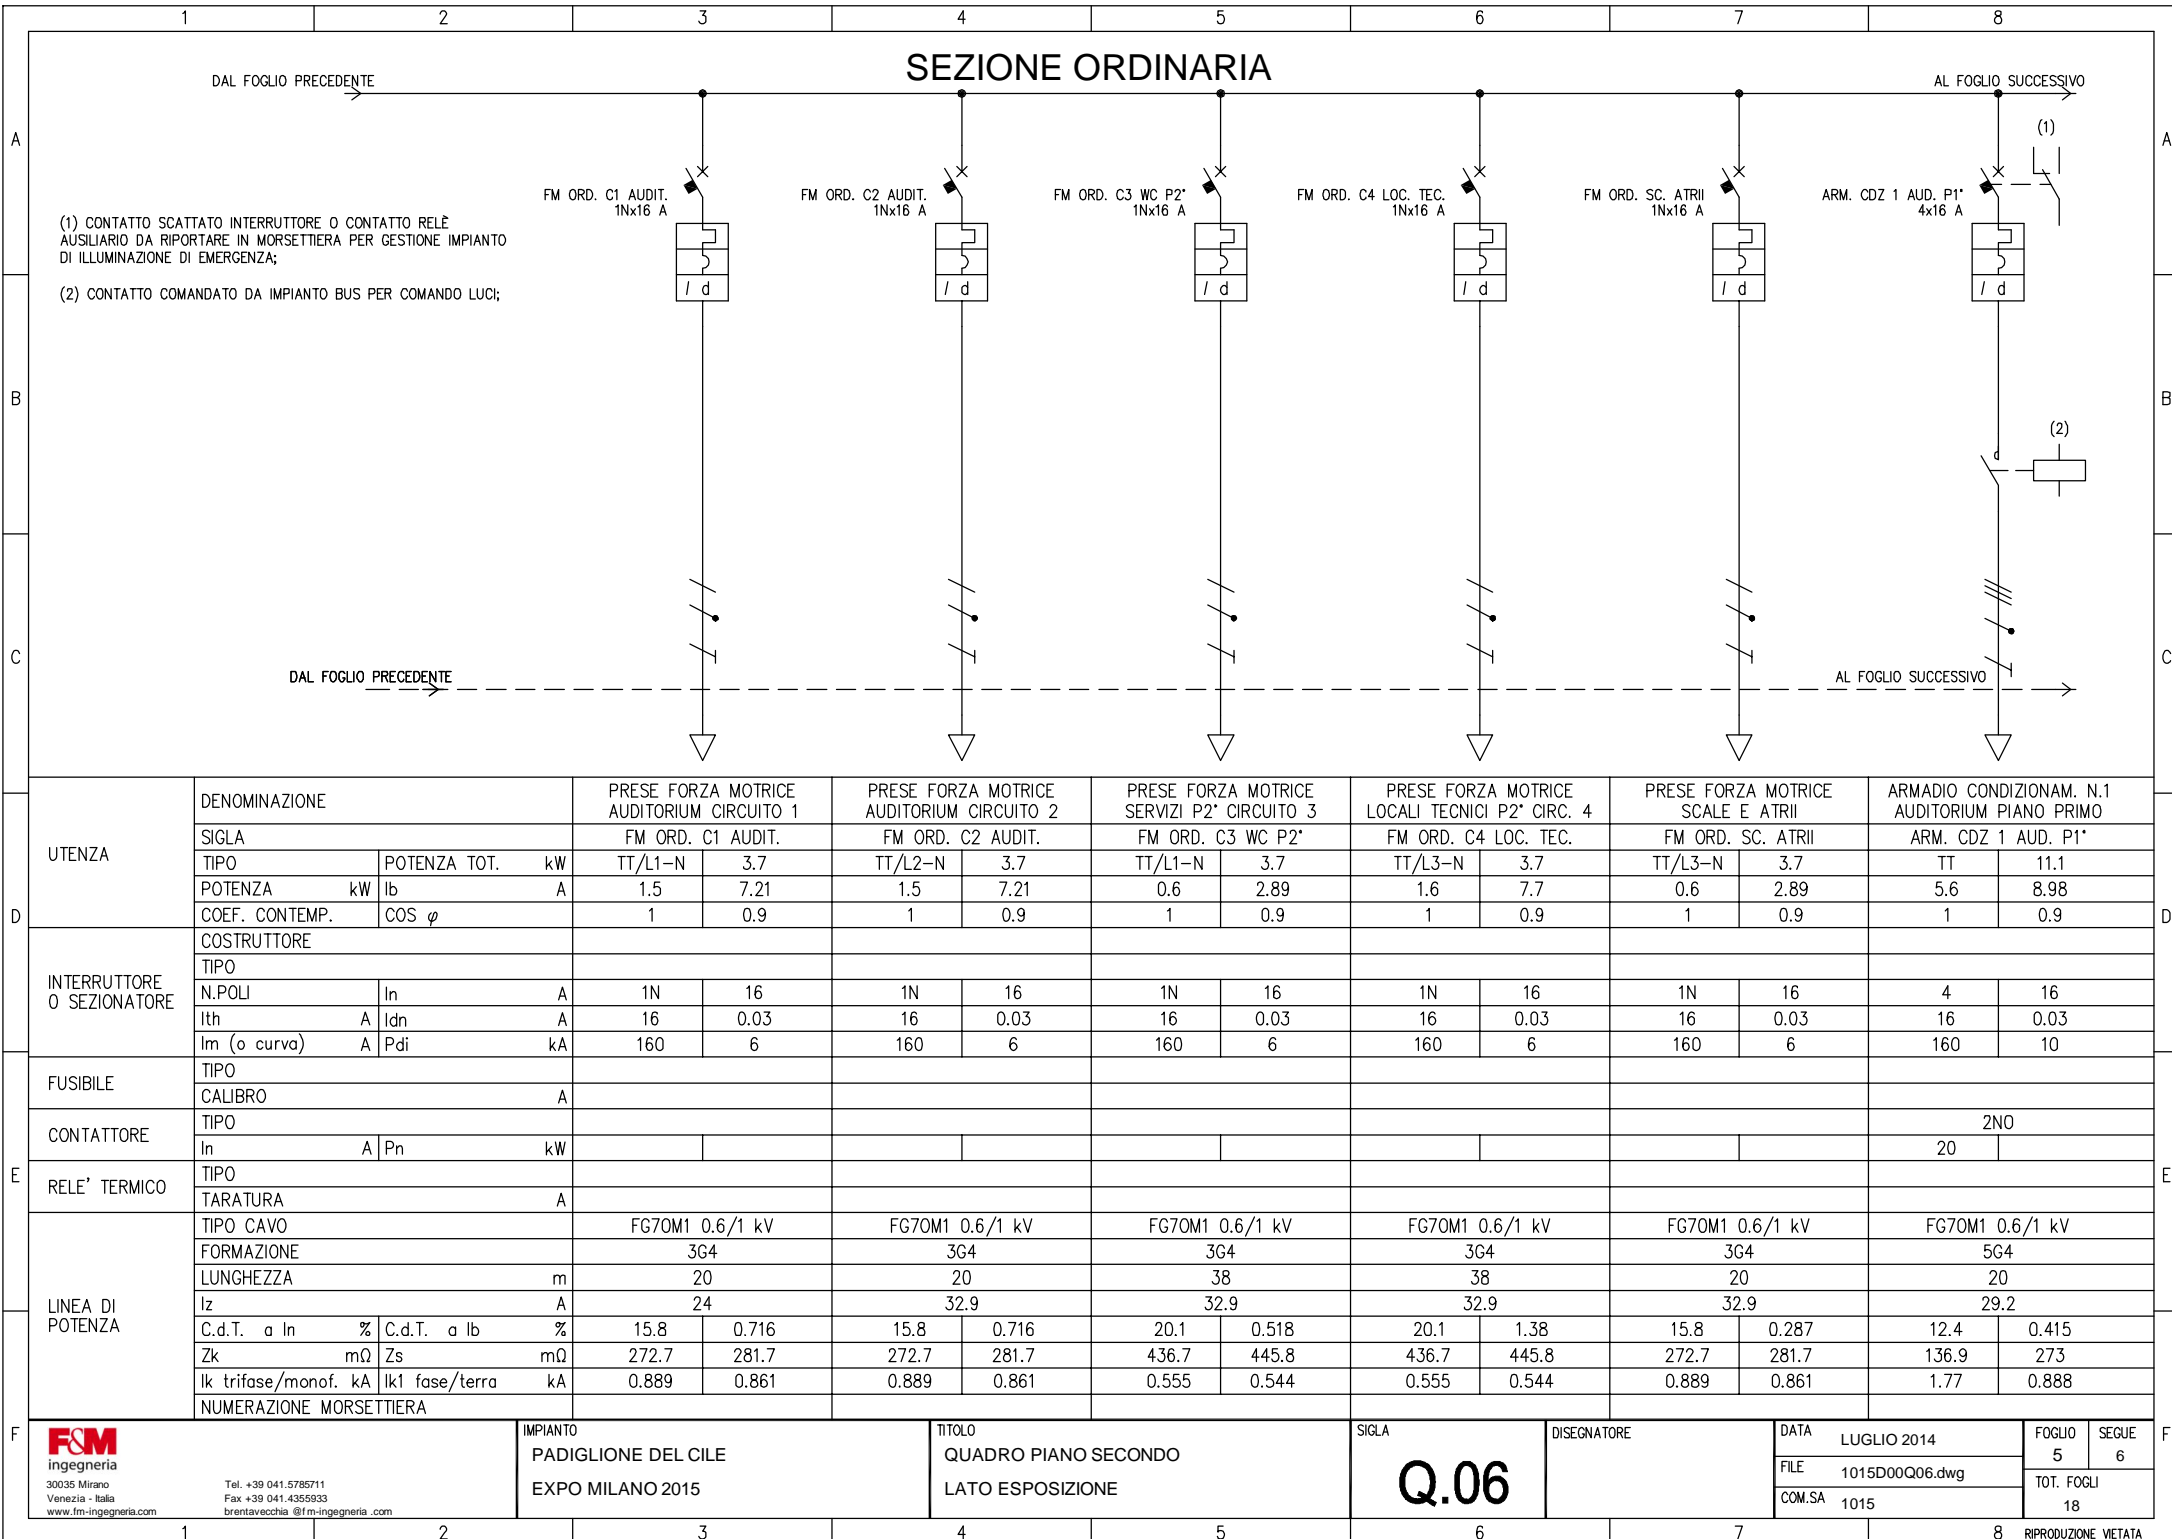 1 2 3 4 5 6 7 8
SEZIONE ORDINARIA
DAL FOGLIO PRECEDENTE
AL FOGLIO SUCCESSIVO
A A
(1)
FM ORD. C1 AUDIT.
1Nx16 A
FM ORD. C2 AUDIT.
1Nx16 A
FM ORD. C3 WC P2°
1Nx16 A
FM ORD. C4 LOC. TEC.
1Nx16 A
FM ORD. SC. ATRII
1Nx16 A
ARM. CDZ 1 AUD. P1°
4x16 A
(1) CONTATTO SCATTATO INTERRUTTORE O CONTATTO RELÈ
AUSILIARIO DA RIPORTARE IN MORSETTIERA PER GESTIONE IMPIANTO
DI ILLUMINAZIONE DI EMERGENZA;
(2) CONTATTO COMANDATO DA IMPIANTO BUS PER COMANDO LUCI;
I d I d I d I d I d I d
B B
(2)
d
C C
DAL FOGLIO PRECEDENTE
AL FOGLIO SUCCESSIVO
UTENZA
DENOMINAZIONE
PRESE FORZA MOTRICE
AUDITORIUM CIRCUITO 1
PRESE FORZA MOTRICE
AUDITORIUM CIRCUITO 2
PRESE FORZA MOTRICE
SERVIZI P2° CIRCUITO 3
PRESE FORZA MOTRICE
LOCALI TECNICI P2° CIRC. 4
PRESE FORZA MOTRICE
SCALE E ATRII
ARMADIO CONDIZIONAM. N.1
AUDITORIUM PIANO PRIMO
SIGLA FM ORD. C1 AUDIT. FM ORD. C2 AUDIT. FM ORD. C3 WC P2° FM ORD. C4 LOC. TEC. FM ORD. SC. ATRII ARM. CDZ 1 AUD. P1°
TIPO POTENZA TOT. kW TT/L1-N 3.7 TT/L2-N 3.7 TT/L1-N 3.7 TT/L3-N 3.7 TT/L3-N 3.7 TT 11.1
POTENZA kW Ib A 1.5 7.21 1.5 7.21 0.6 2.89 1.6 7.7 0.6 2.89 5.6 8.98
D COEF. CONTEMP. COS φ 1 0.9 1 0.9 1 0.9 1 0.9 1 0.9 1 0.9 D
INTERRUTTORE
O SEZIONATORE
COSTRUTTORE
TIPO
N.POLI In A 1N 16 1N 16 1N 16 1N 16 1N 16 4 16
Ith A Idn A 16 0.03 16 0.03 16 0.03 16 0.03 16 0.03 16 0.03
Im (o curva) A Pdi kA 160 6 160 6 160 6 160 6 160 6 160 10
FUSIBILE
TIPO
CALIBRO A
CONTATTORE
TIPO 2NO
In A Pn kW 20
E E
RELE' TERMICO
TIPO
TARATURA A
LINEA DI
POTENZA
TIPO CAVO FG7OM1 0.6/1 kV FG7OM1 0.6/1 kV FG7OM1 0.6/1 kV FG7OM1 0.6/1 kV FG7OM1 0.6/1 kV FG7OM1 0.6/1 kV
FORMAZIONE 3G4 3G4 3G4 3G4 3G4 5G4
LUNGHEZZA m 20 20 38 38 20 20
Iz A 24 32.9 32.9 32.9 32.9 29.2
C.d.T. a In % C.d.T. a Ib % 15.8 0.716 15.8 0.716 20.1 0.518 20.1 1.38 15.8 0.287 12.4 0.415
Zk mΩ Zs mΩ 272.7 281.7 272.7 281.7 436.7 445.8 436.7 445.8 272.7 281.7 136.9 273
Ik trifase/monof. kA Ik1 fase/terra kA 0.889 0.861 0.889 0.861 0.555 0.544 0.555 0.544 0.889 0.861 1.77 0.888
NUMERAZIONE MORSETTIERA
F F
F&M
ingegneria
30035 Mirano
Venezia - Italia
www.fm-ingegneria.com
Tel. +39 041.5785711
Fax +39 041.4355933
brentavecchia @fm-ingegneria .com
IMPIANTO
PADIGLIONE DEL CILE
EXPO MILANO 2015
TITOLO
QUADRO PIANO SECONDO
LATO ESPOSIZIONE
SIGLA
Q.06
DISEGNATORE
DATA LUGLIO 2014
FILE 1015D00Q06.dwg
COM.SA 1015
FOGLIO 5
SEGUE 6
TOT. FOGLI
18
1 2 3 4 5 6 7 8
RIPRODUZIONE VIETATA